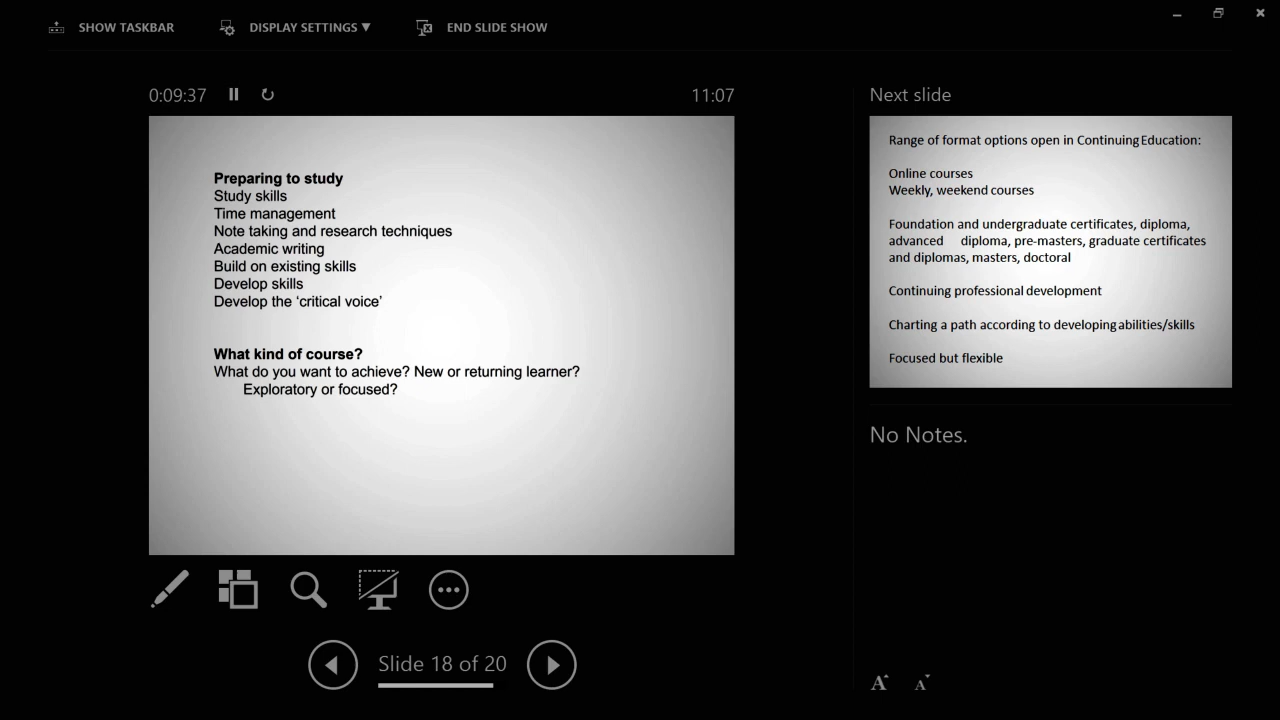 SHOW TASKBAR
DISPLAY SETTINGS ▼
END SLIDE SHOW
0:09:37
11:07
Preparing to study
Study skills
Time management
Note taking and research techniques
Academic writing
Build on existing skills
Develop skills
Develop the ‘critical voice’
What kind of course?
What do you want to achieve? New or returning learner?
Exploratory or focused?
Slide 18 of 20
Next slide
Range of format options open in Continuing Education:
Online courses
Weekly, weekend courses
Foundation and undergraduate certificates, diploma,
advanced diploma, pre-masters, graduate certificates
and diplomas, masters, doctoral
Continuing professional development
Charting a path according to developing abilities/skills
Focused but flexible
No Notes.
A A